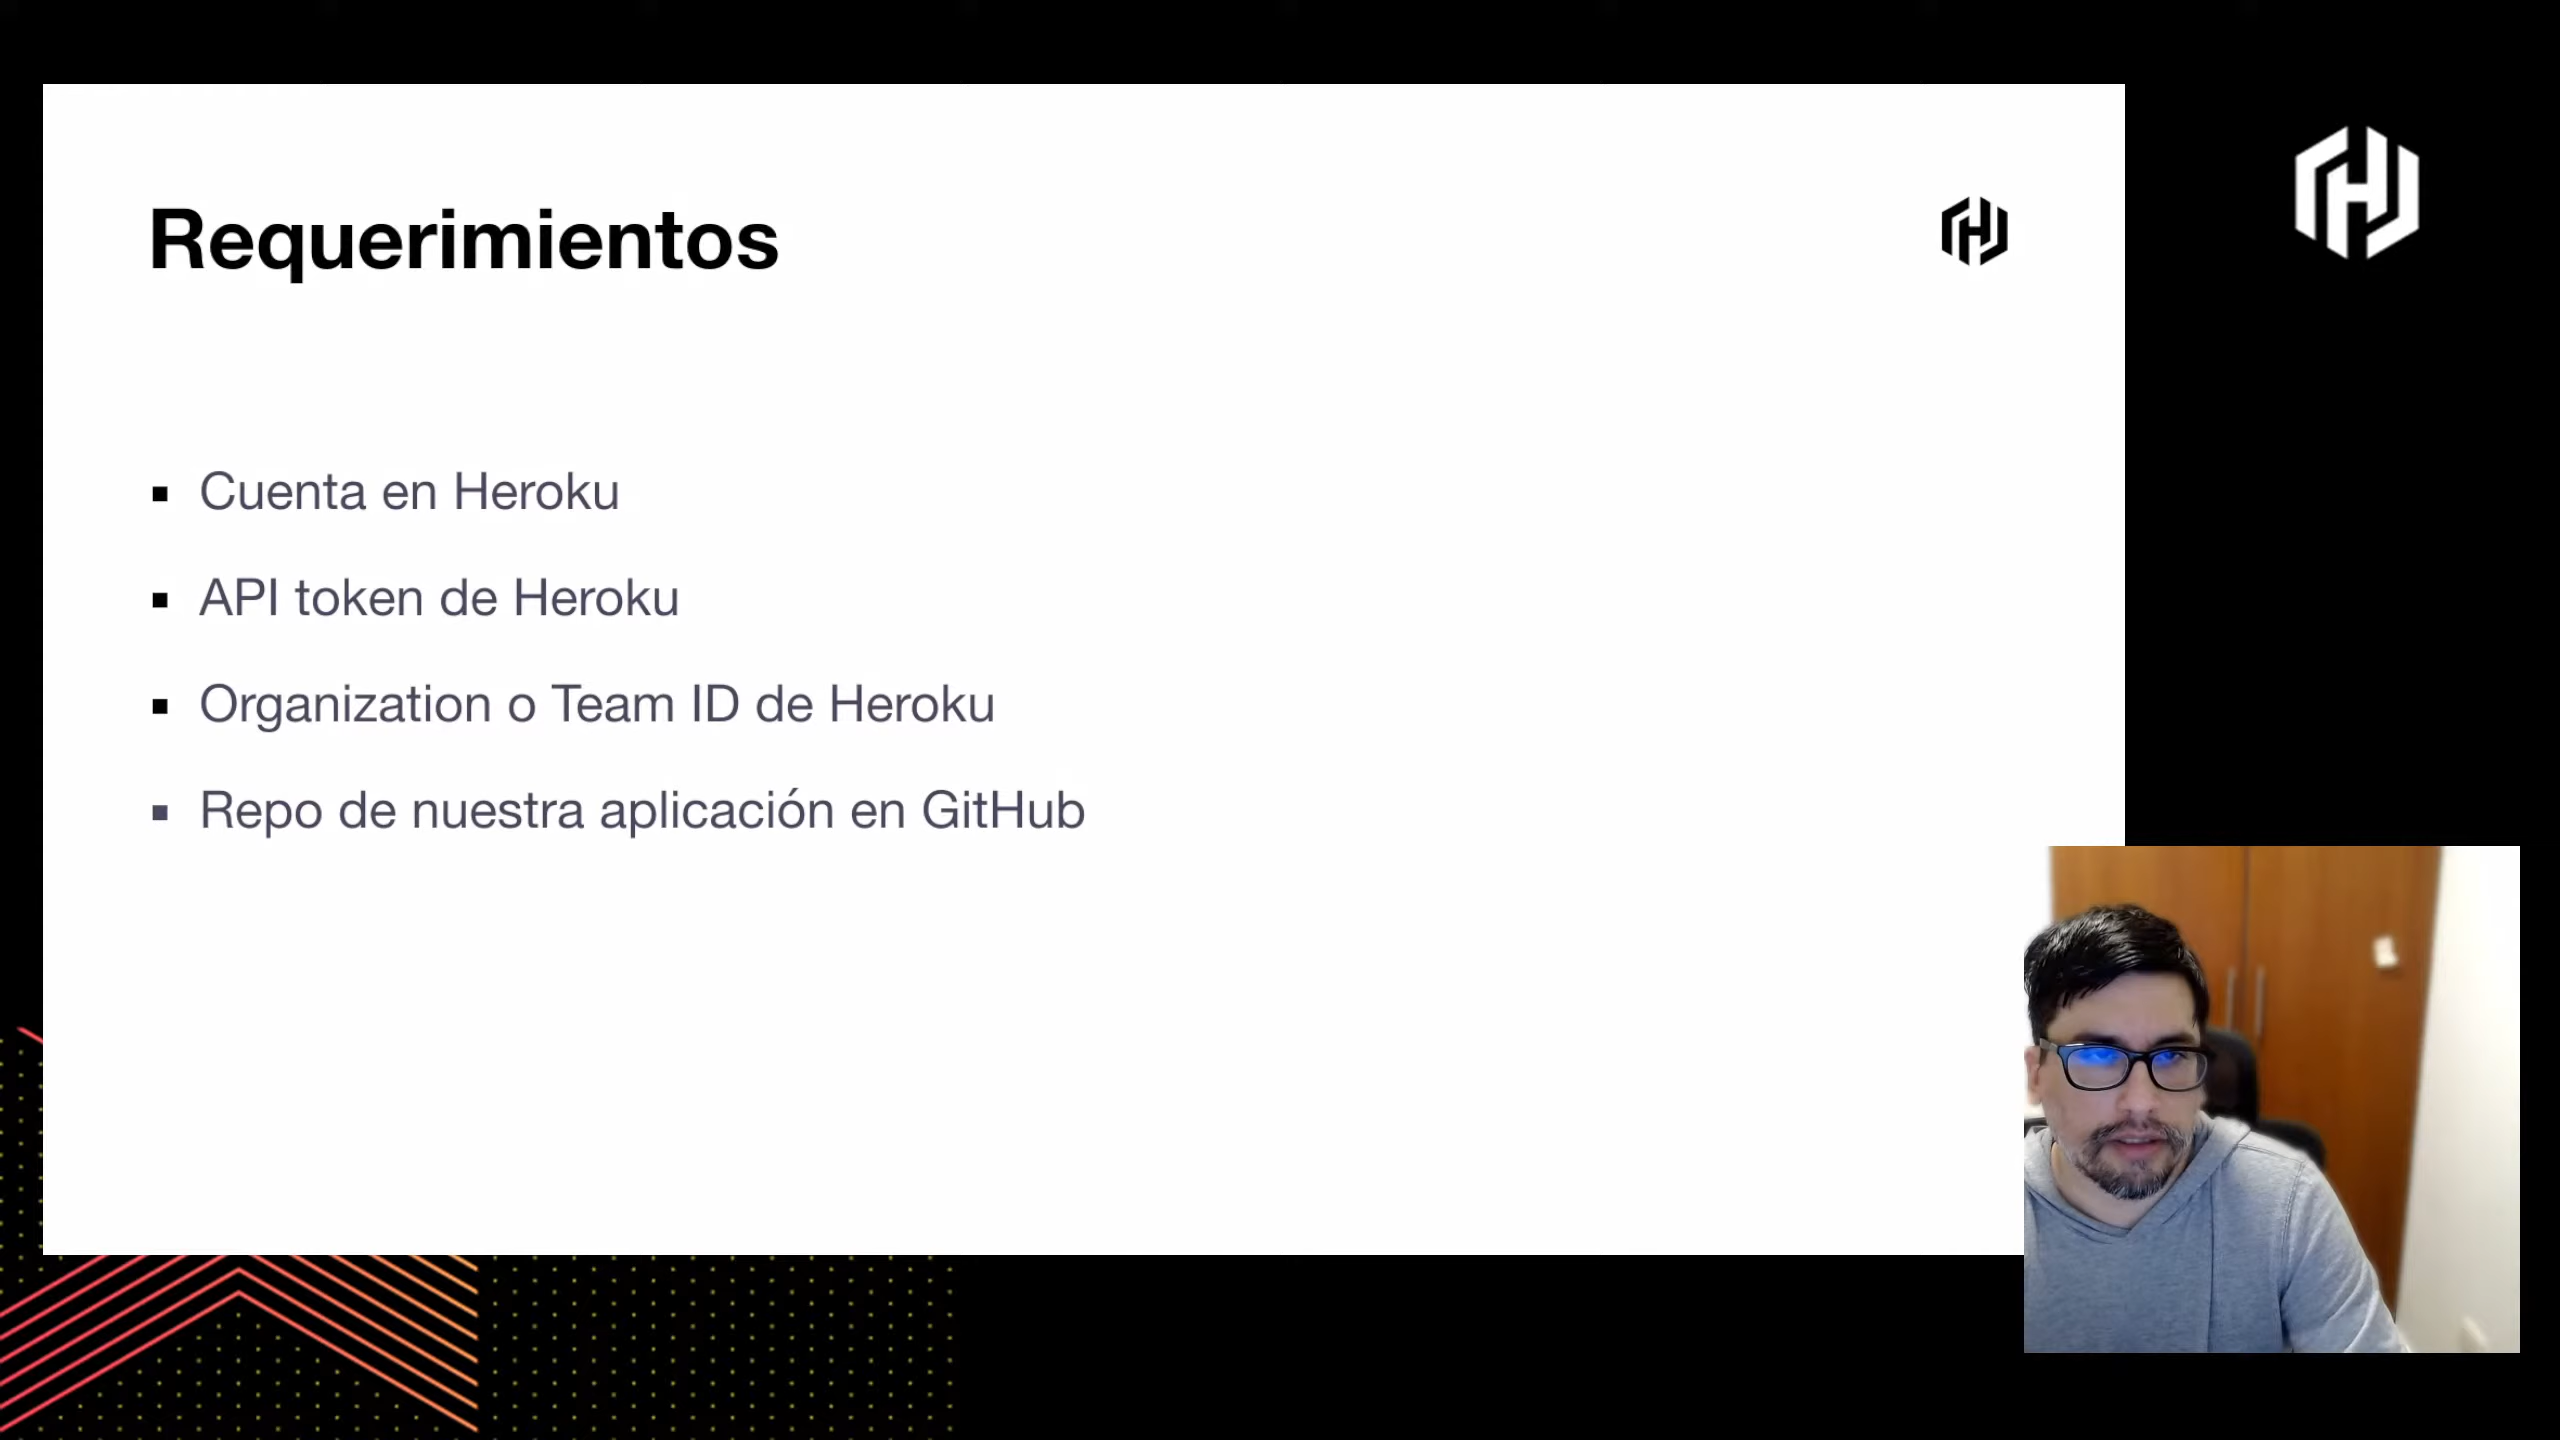 Requerimientos
Cuenta en Heroku
API token de Heroku
Organization o Team ID de Heroku
Repo de nuestra aplicación en GitHub